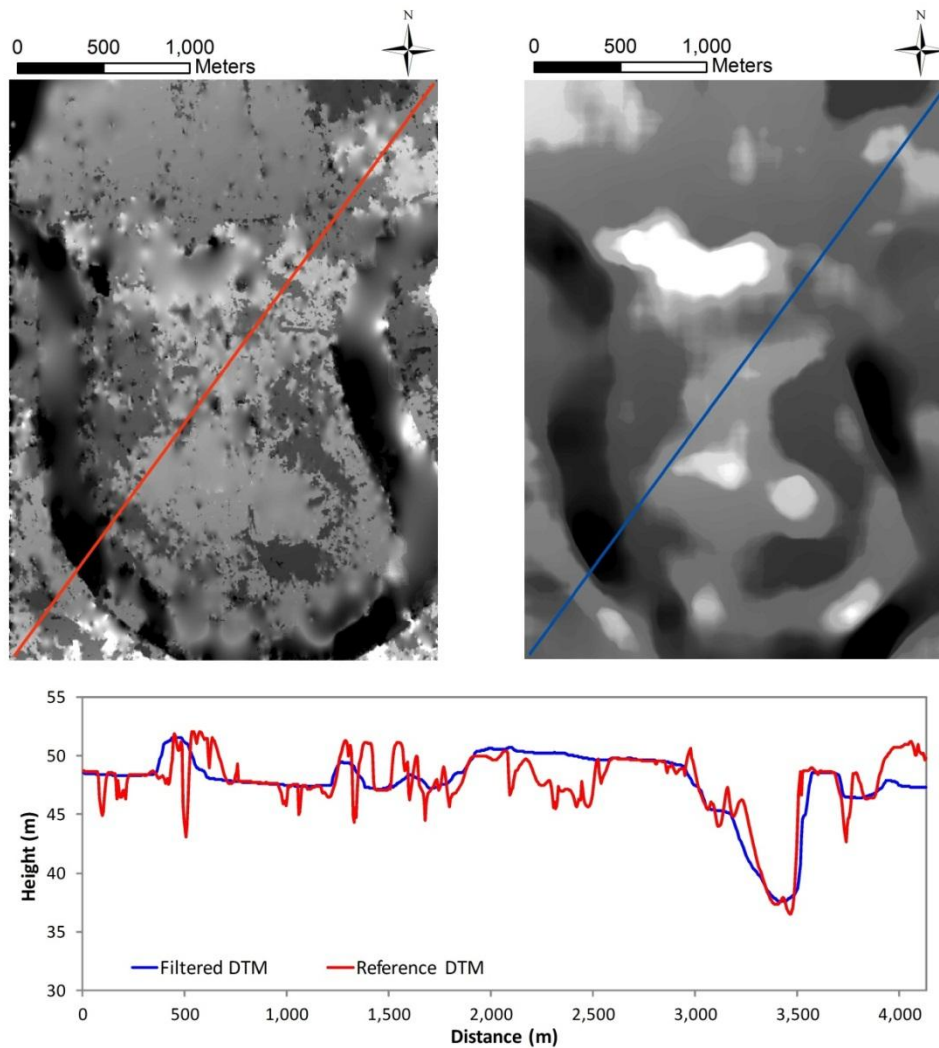 N
0 500 1,000
Meters
N
0 500 1,000
Meters
55
50
45
40
35
30
Height (m)
Filtered DTM Reference DTM
0 500 1,000 1,500 2,000 2,500 3,000 3,500 4,000
Distance (m)